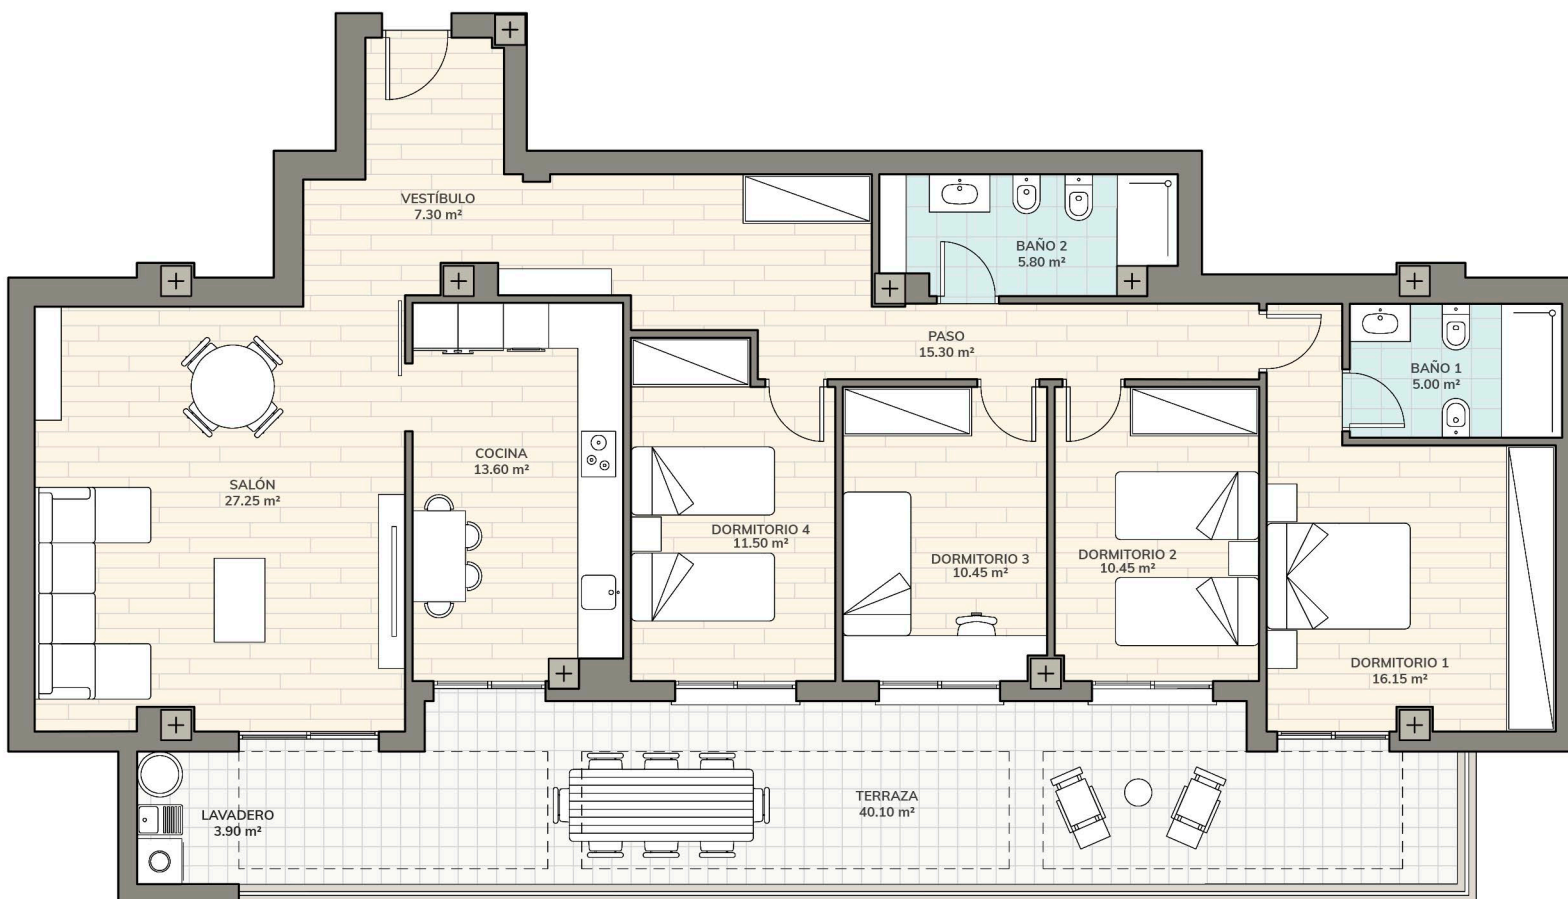 VESTÍBULO
7.30 m²
BAÑO 2
5.80 m²
PASO
15.30 m²
BAÑO 1
5.00 m²
SALÓN
27.25 m²
COCINA
13.60 m²
DORMITORIO 4
11.50 m²
DORMITORIO 3
10.45 m²
DORMITORIO 2
10.45 m²
DORMITORIO 1
16.15 m²
LAVADERO
3.90 m²
TERRAZA
40.10 m²